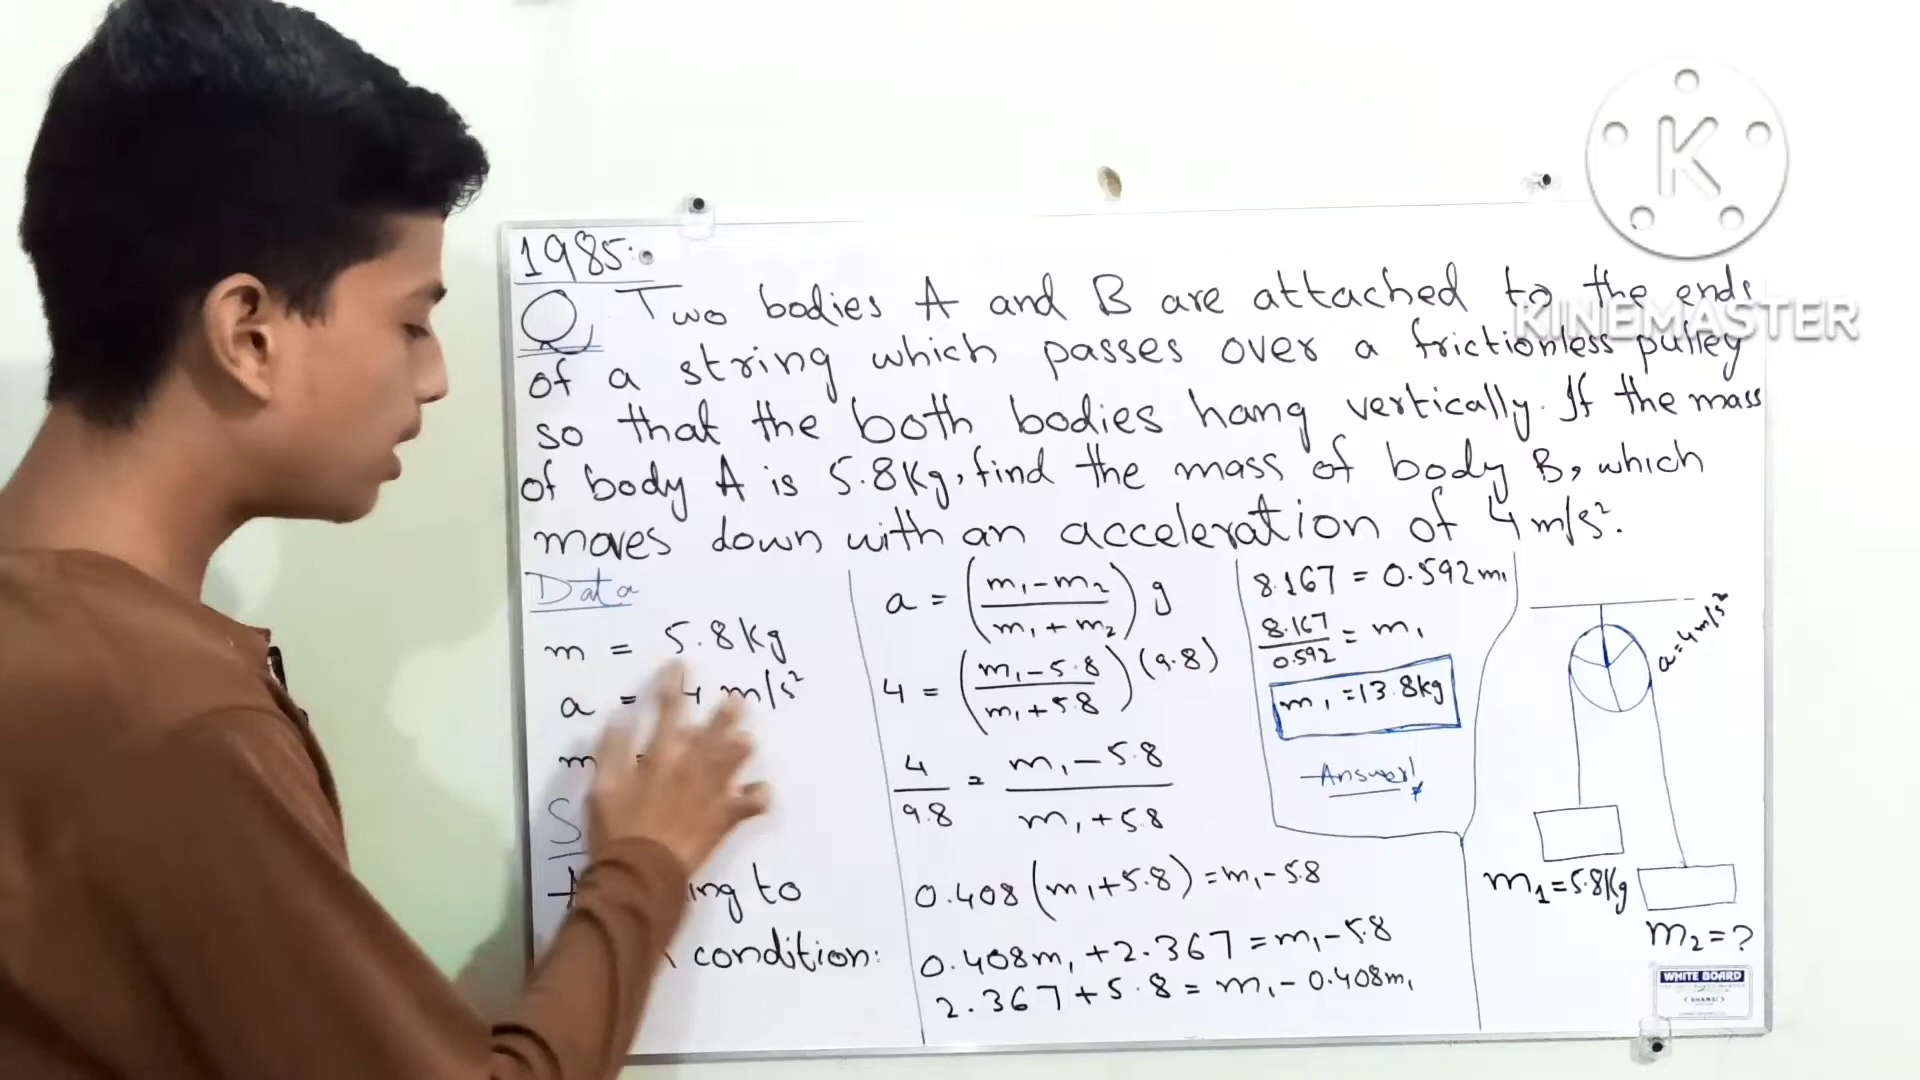 1985:
Q Two bodies A and B are attached to the ends
of a string which passes over a frictionless pulley
so that the both bodies hang vertically. If the mass
of body A is 5.8Kg, find the mass of body B, which
moves down with an acceleration of 4 m/s².
Data
m = 5.8kg
a = 4 m/s²
m =
S
to
condition:
a = (m₁ - m₂ / m₁ + m₂) g
4 = (m₁ - 5.8 / m₁ + 5.8) (9.8)
4 / 9.8 = m₁ - 5.8 / m₁ + 5.8
0.408 (m₁ + 5.8) = m₁ - 5.8
0.408m₁ + 2.367 = m₁ - 5.8
2.367 + 5.8 = m₁ - 0.408m₁
8.167 = 0.592m₁
8.167 / 0.592 = m₁
m₁ = 13.8kg
Answer!
a = 4 m/s²
m₁ = 5.8Kg
m₂ = ?
WHITE BOARD
K
KINEMASTER